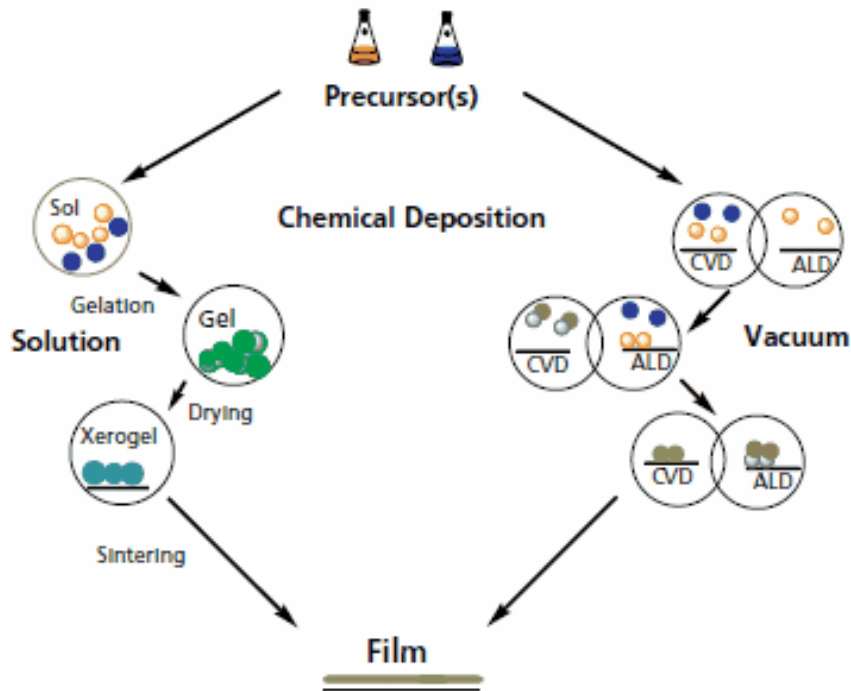 Precursor(s)
Sol
Chemical Deposition
CVD
ALD
Gelation
Gel
Solution
CVD
ALD
Vacuum
Drying
Xerogel
CVD
ALD
Sintering
Film